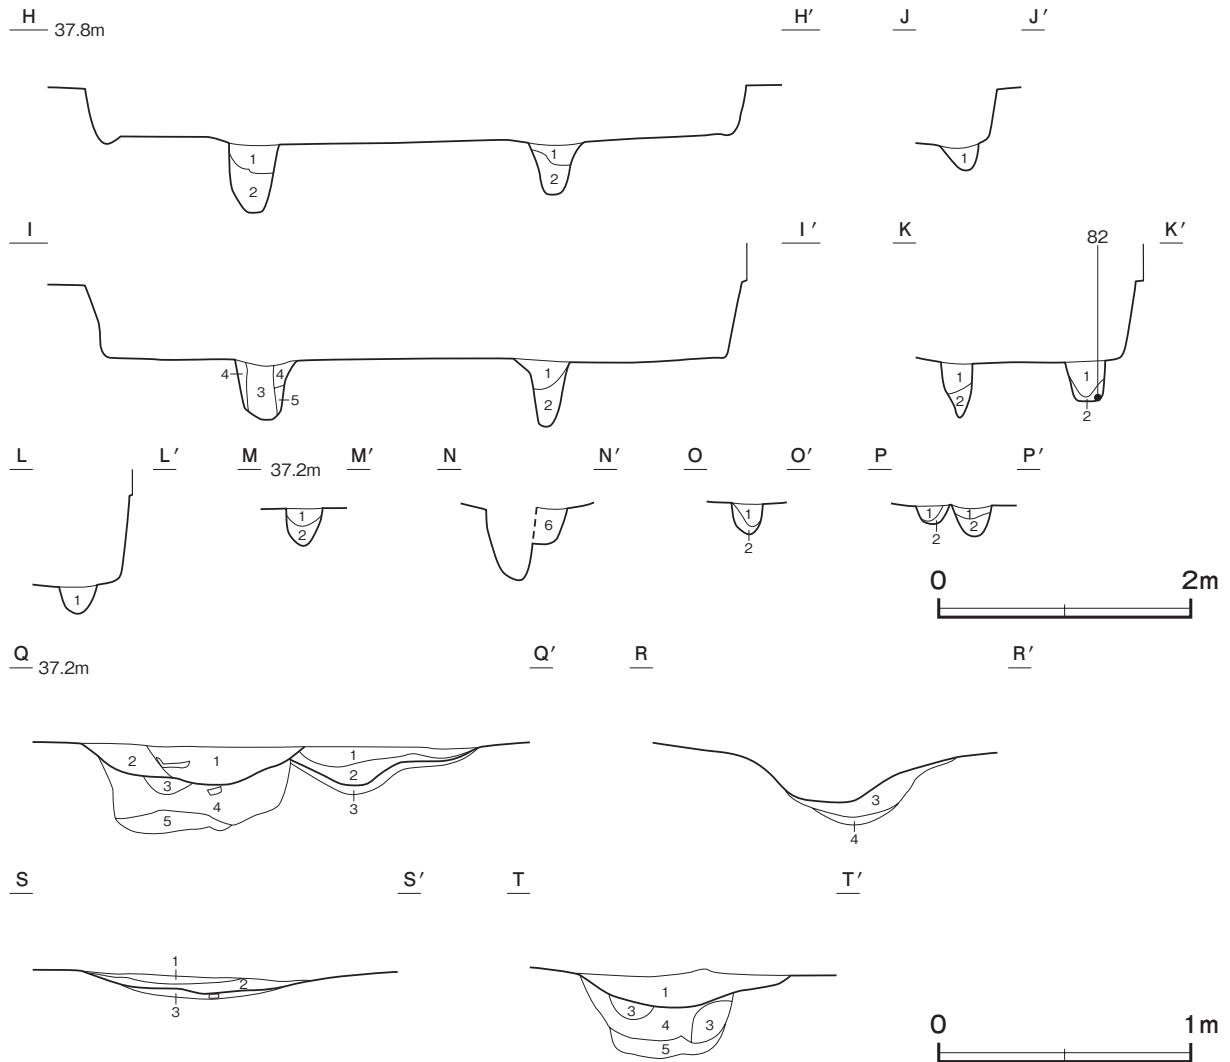 H 37.8m H′ J J′
1 1 1
2 2
I I′ K 82 K′
4 4 3 5 1 2 1 2 1 2
L L′ M 37.2m M′ N N′ O O′ P P′
1 1 2 6 1 2 1 2 1 2
0 2m
Q 37.2m Q′ R R′
2 1 1
3 2 3
4 3 4
5
S S′ T T′
1 2 3
1
3 4 3
5
0 1m